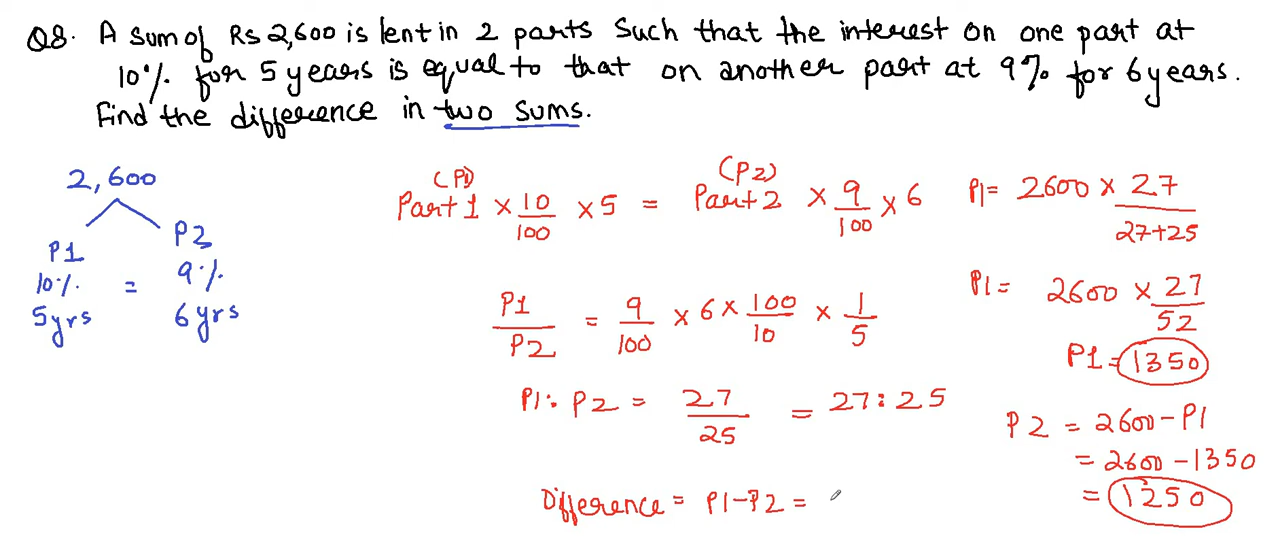 Q8. A sum of Rs 2,600 is lent in 2 parts such that the interest on one part at
10% for 5 years is equal to that on another part at 9% for 6 years.
Find the difference in two sums.
2,600
P1 P2
10% = 9%
5yrs 6yrs
(P1) (P2)
Part 1 × 10/100 × 5 = Part 2 × 9/100 × 6
P1/P2 = 9/100 × 6 × 100/10 × 1/5
P1: P2 = 27/25 = 27:25
Difference = P1-P2 =
P1= 2600 × 27/27+25
P1= 2600 × 27/52
P1=1350
P2 = 2600-P1
= 2600-1350
= 1250